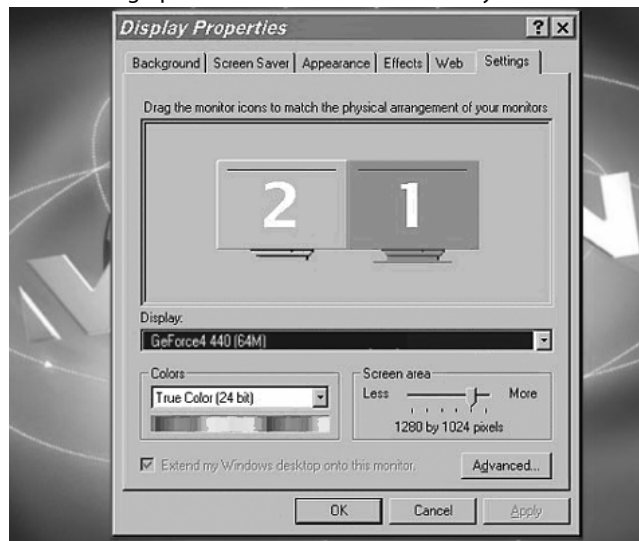 Display Properties
Background Screen Saver Appearance Effects Web Settings
Drag the monitor icons to match the physical arrangement of your monitors
2 1
Display:
GeForce4 440 (64M)
Colors
True Color (24 bit)
Screen area
Less More
1280 by 1024 pixels
Extend my Windows desktop onto this monitor.
Advanced...
OK Cancel Apply